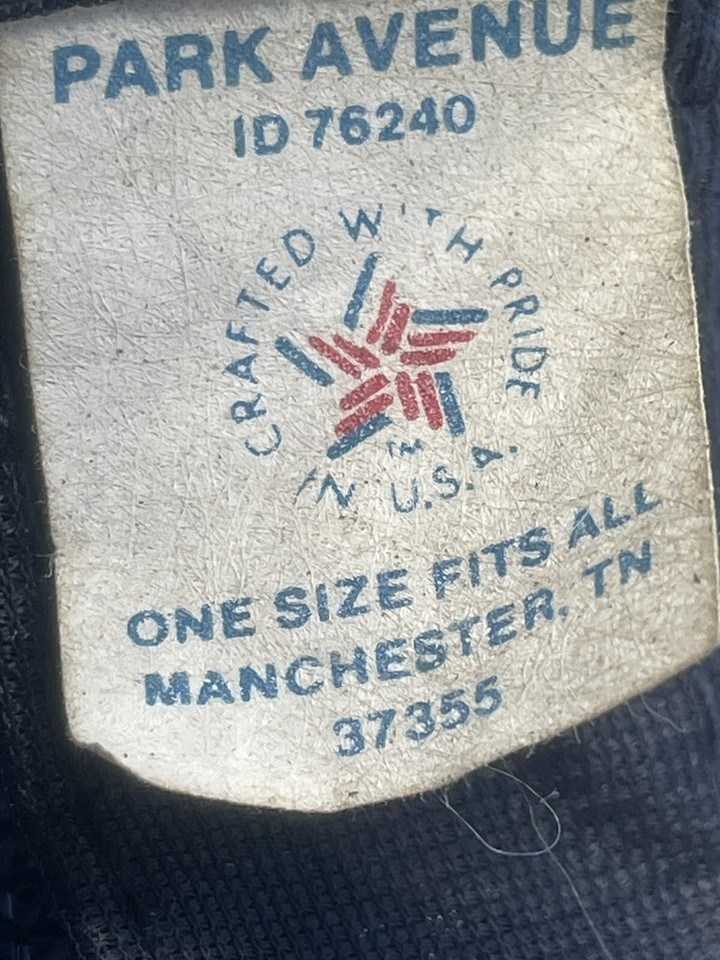 PARK AVENUE
ID 76240
CRAFTED WITH PRIDE
IN U.S.A.
TM
ONE SIZE FITS ALL
MANCHESTER, TN
37355